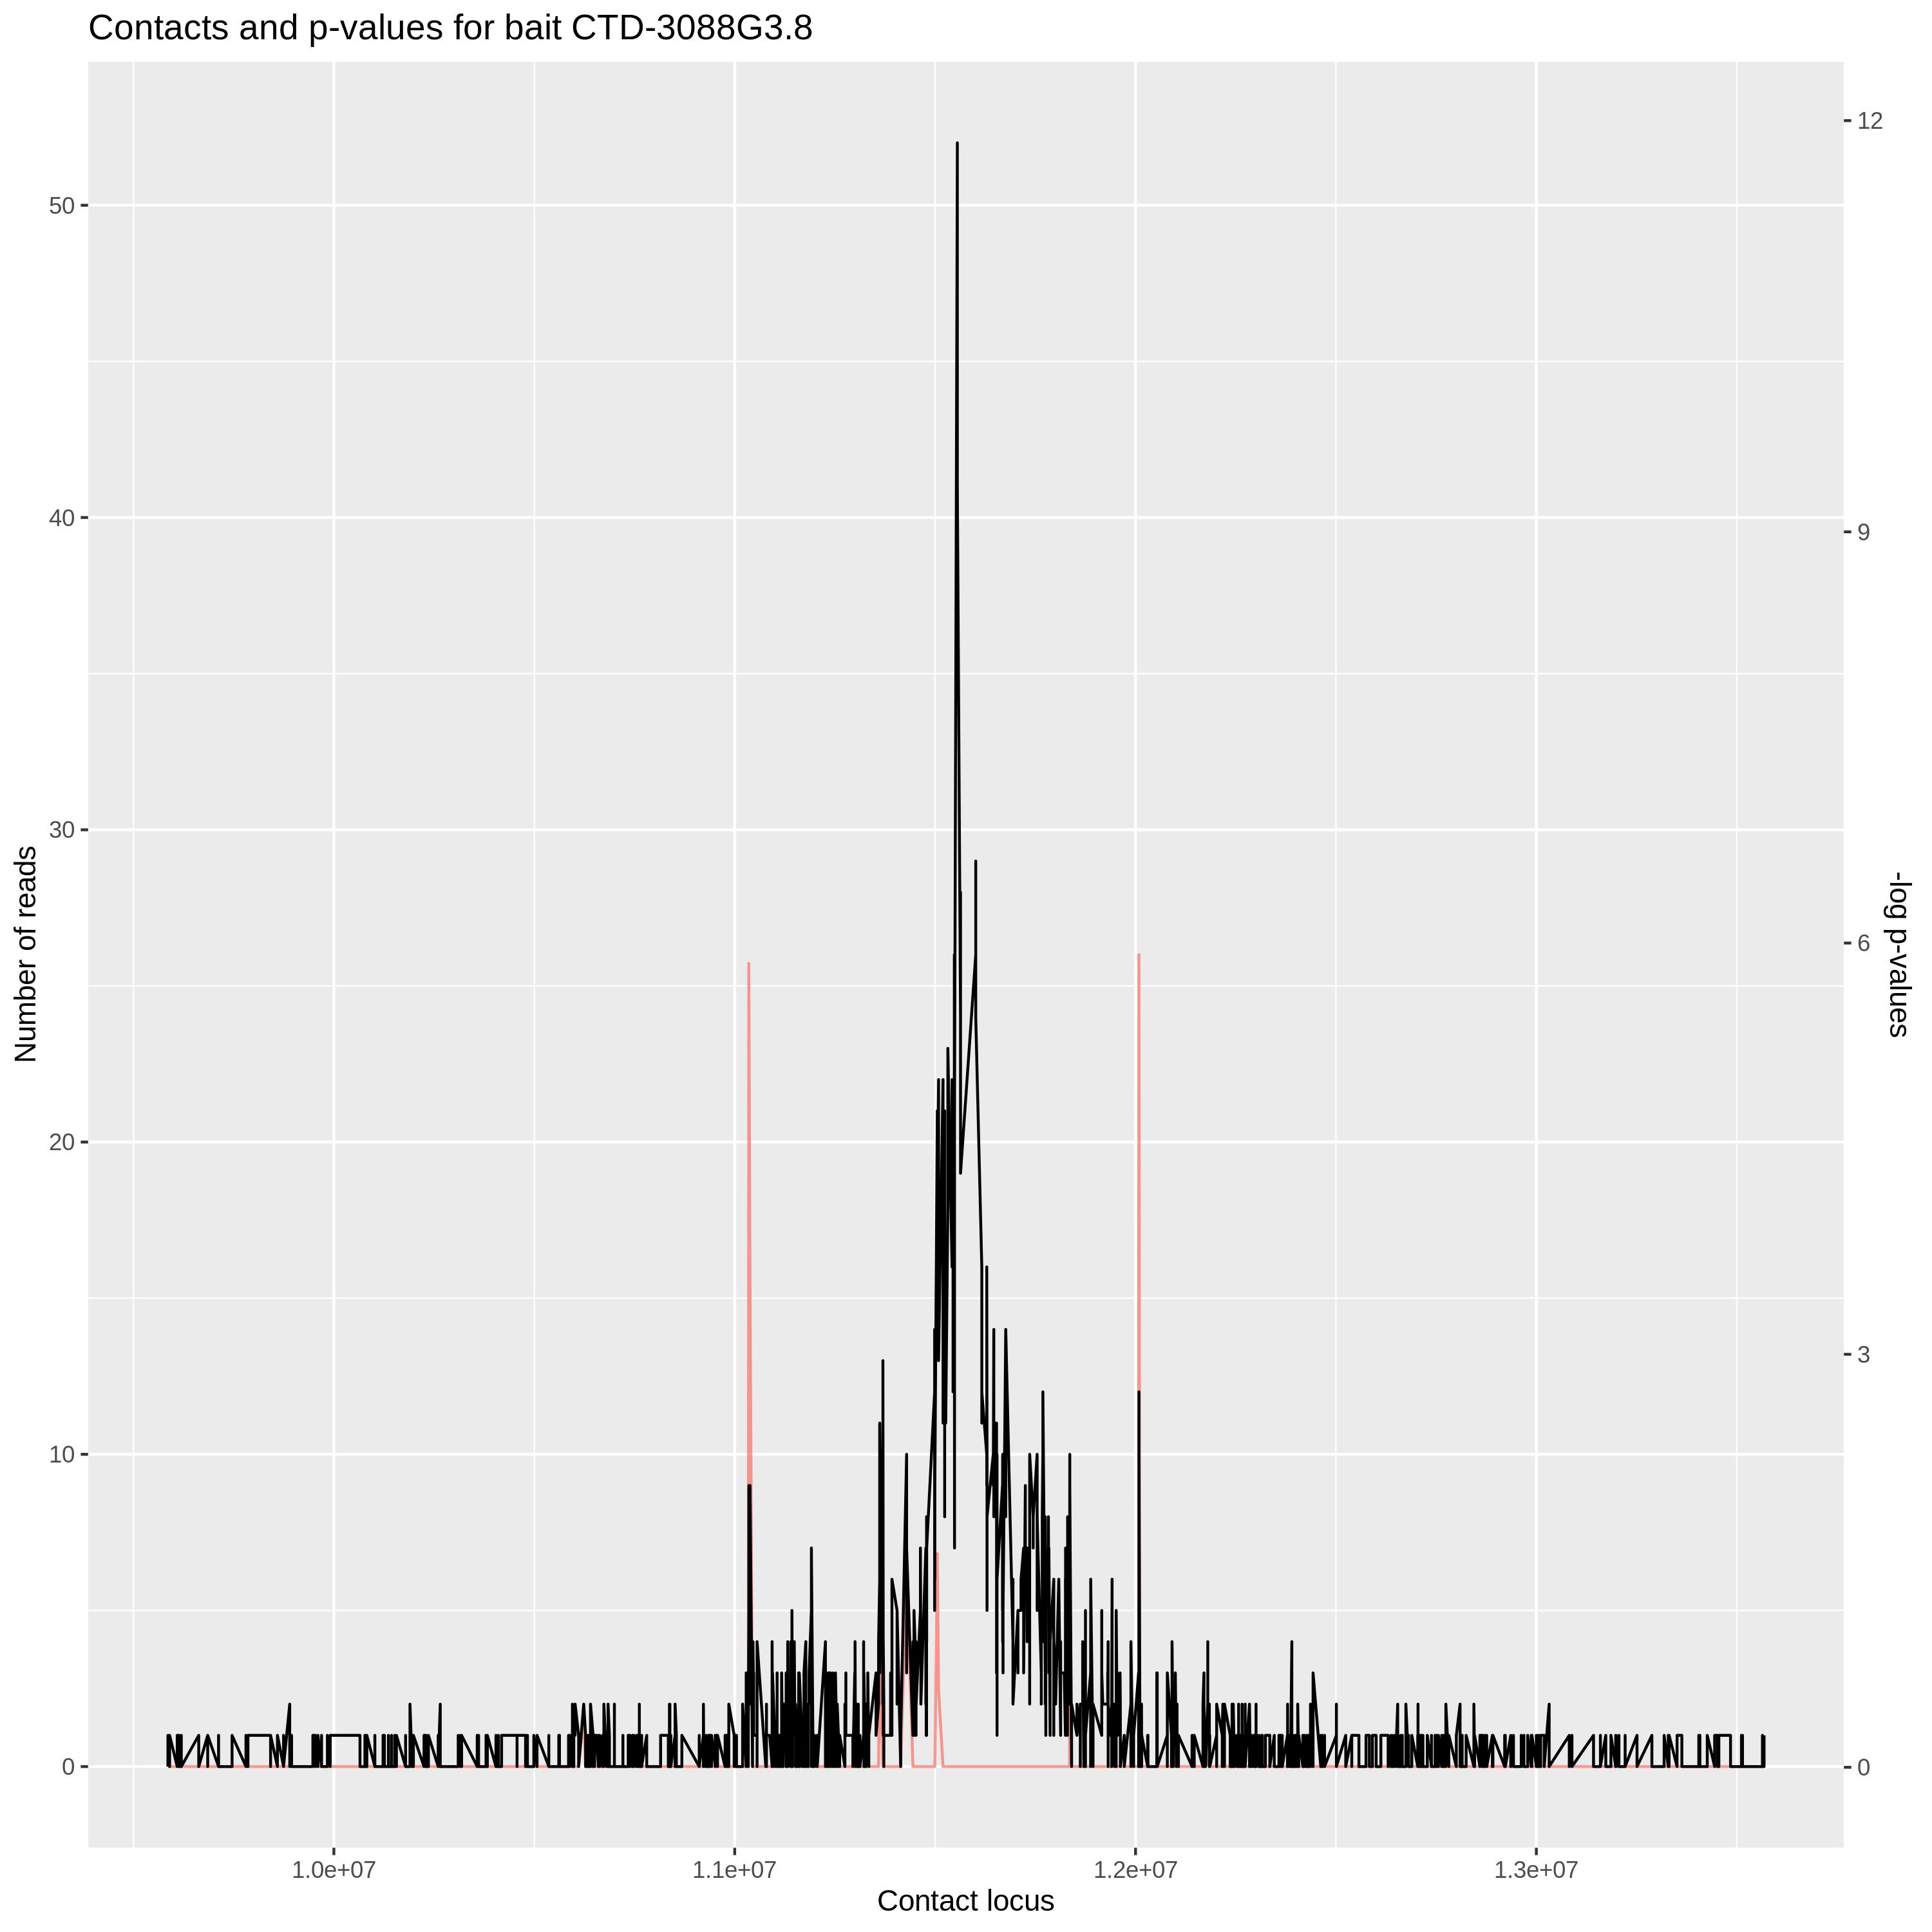 Contacts and p-values for bait CTD-3088G3.8
50
40
30
20
10
0
Number of reads
12
9
6
3
0
-log p-values
1.0e+07 1.1e+07 1.2e+07 1.3e+07
Contact locus